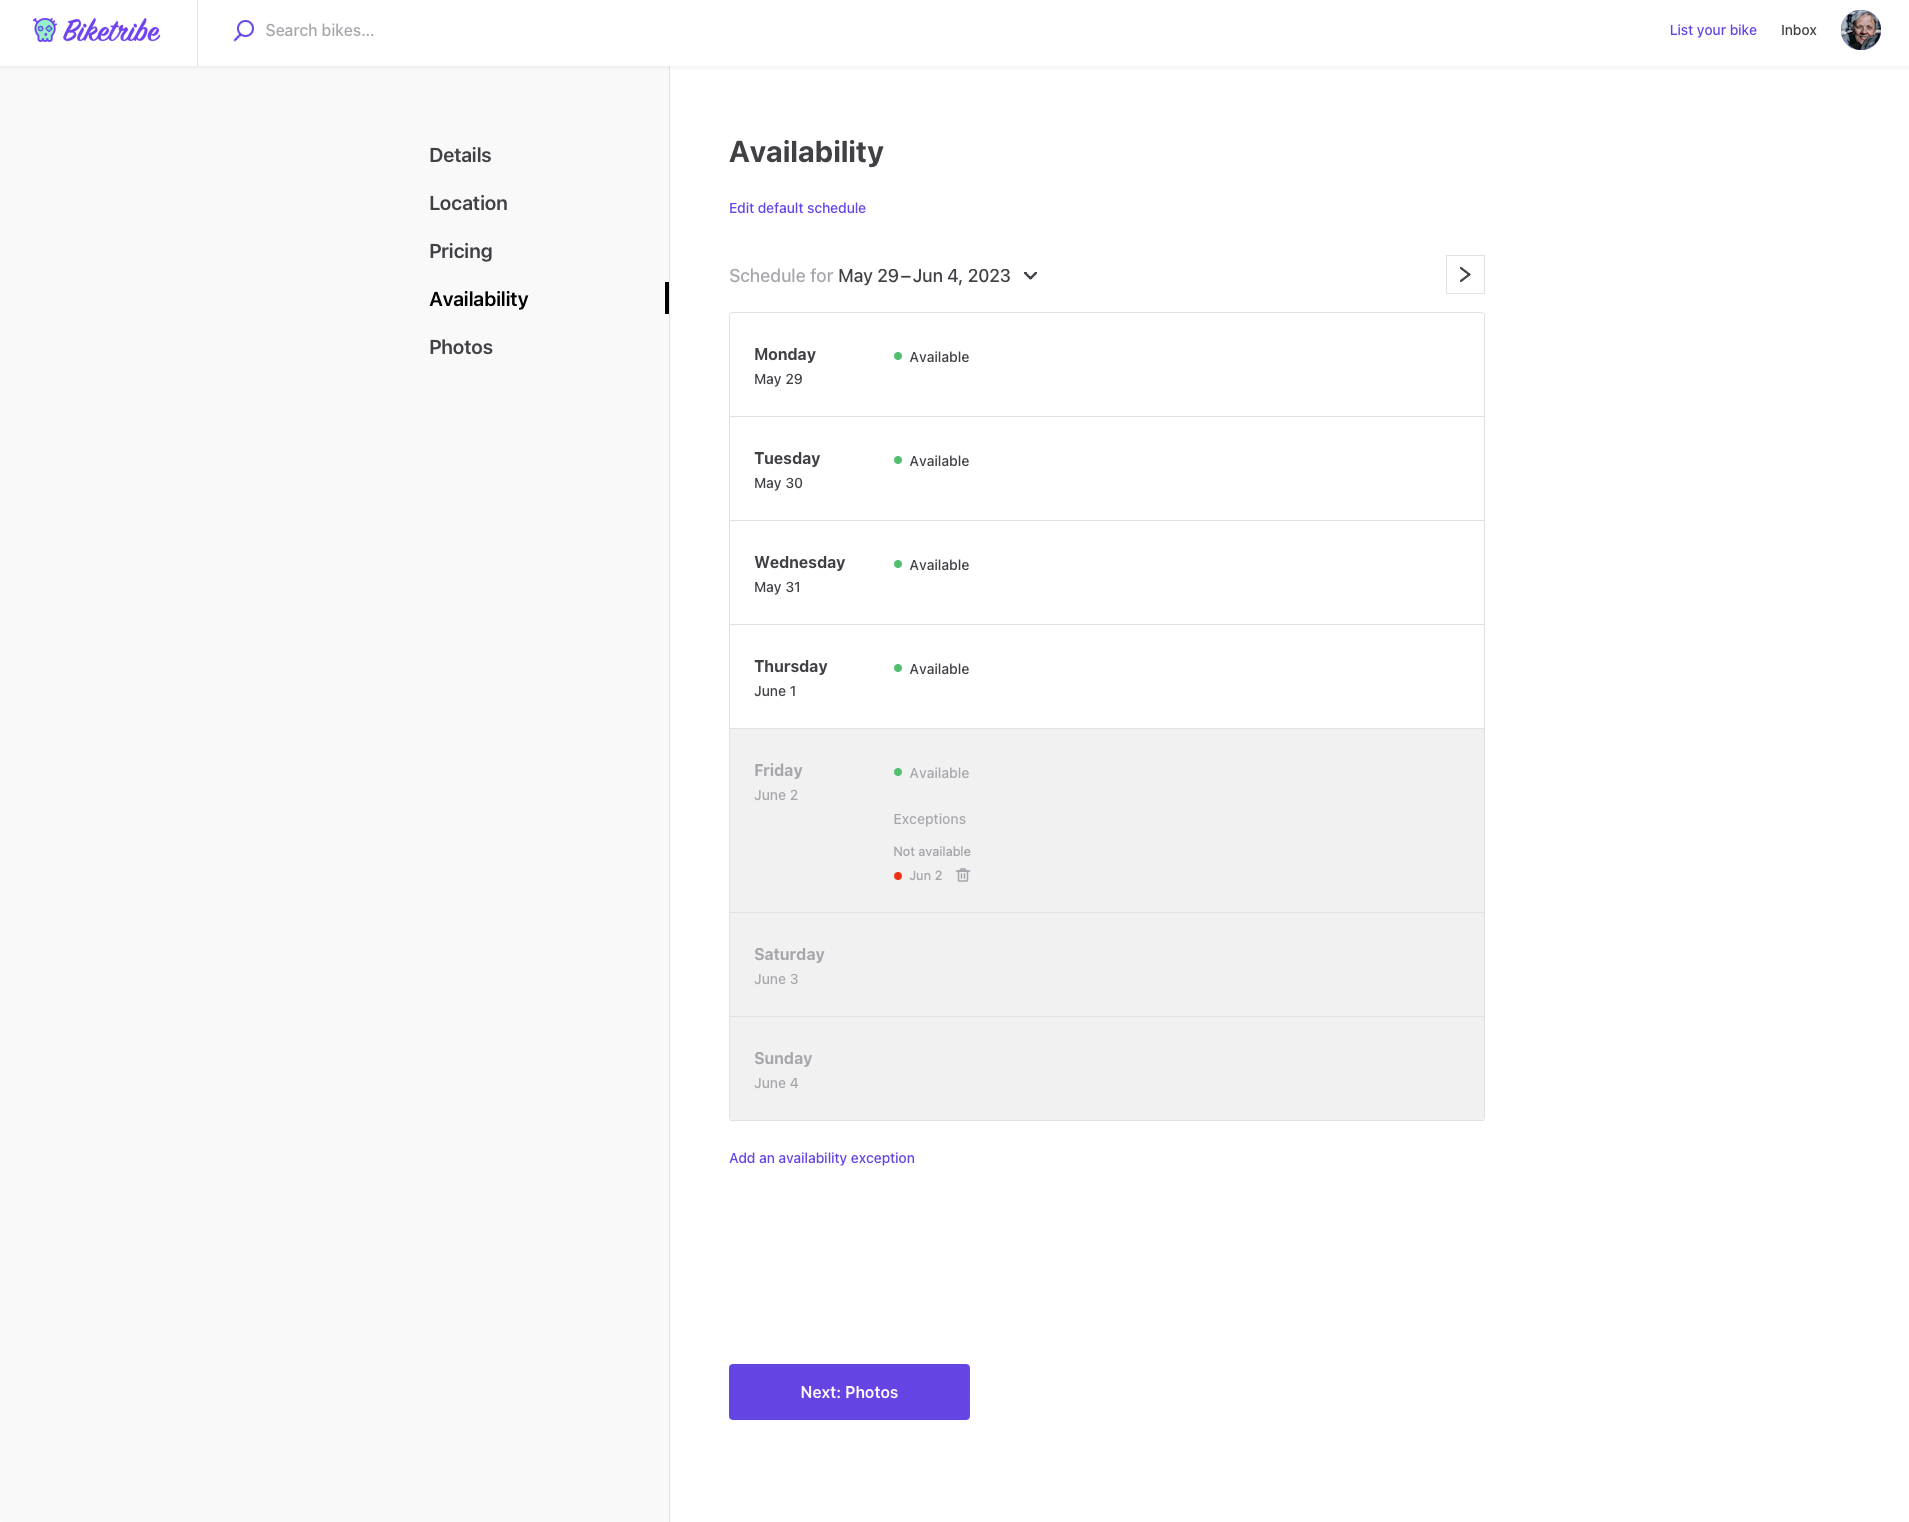 Biketribe
Search bikes...
List your bike
Inbox
Details
Location
Pricing
Availability
Photos
Availability
Edit default schedule
Schedule for May 29–Jun 4, 2023
Monday
Available
May 29
Tuesday
Available
May 30
Wednesday
Available
May 31
Thursday
Available
June 1
Friday
Available
June 2
Exceptions
Not available
Jun 2
Saturday
June 3
Sunday
June 4
Add an availability exception
Next: Photos